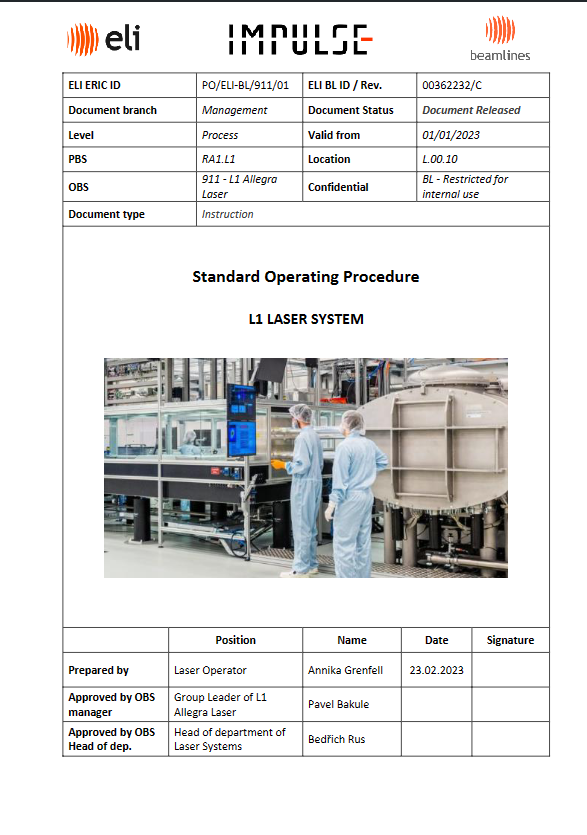 eli
IMPULSE
beamlines
ELI ERIC ID PO/ELI-BL/911/01 ELI BL ID / Rev. 00362232/C
Document branch Management Document Status Document Released
Level Process Valid from 01/01/2023
PBS RA1.L1 Location L.00.10
OBS 911 - L1 Allegra Laser Confidential BL - Restricted for internal use
Document type Instruction
Standard Operating Procedure
L1 LASER SYSTEM
Position Name Date Signature
Prepared by Laser Operator Annika Grenfell 23.02.2023
Approved by OBS manager Group Leader of L1 Allegra Laser Pavel Bakule
Approved by OBS Head of dep. Head of department of Laser Systems Bedřich Rus